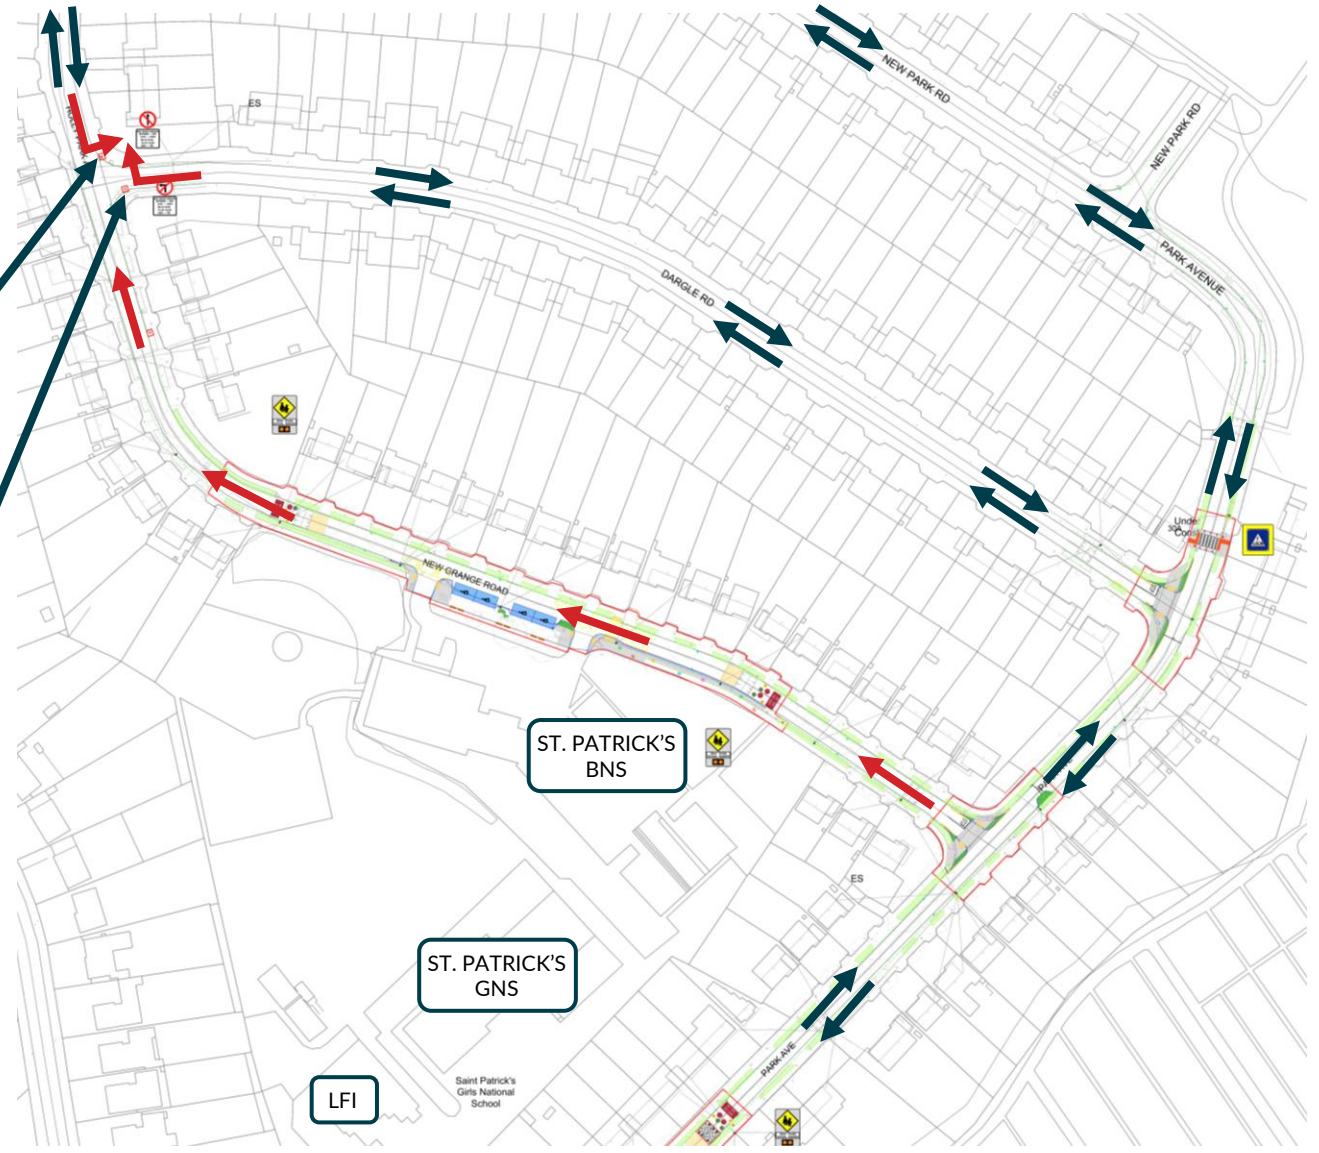 NEW PARK RD
NEW PARK RD
ES
PARK AVENUE
DARGLE RD
NEW GRANGE ROAD
ST. PATRICK'S
BNS
ES
ST. PATRICK'S
GNS
PARK AVE
LFI
Saint Patrick's
Girls National
School